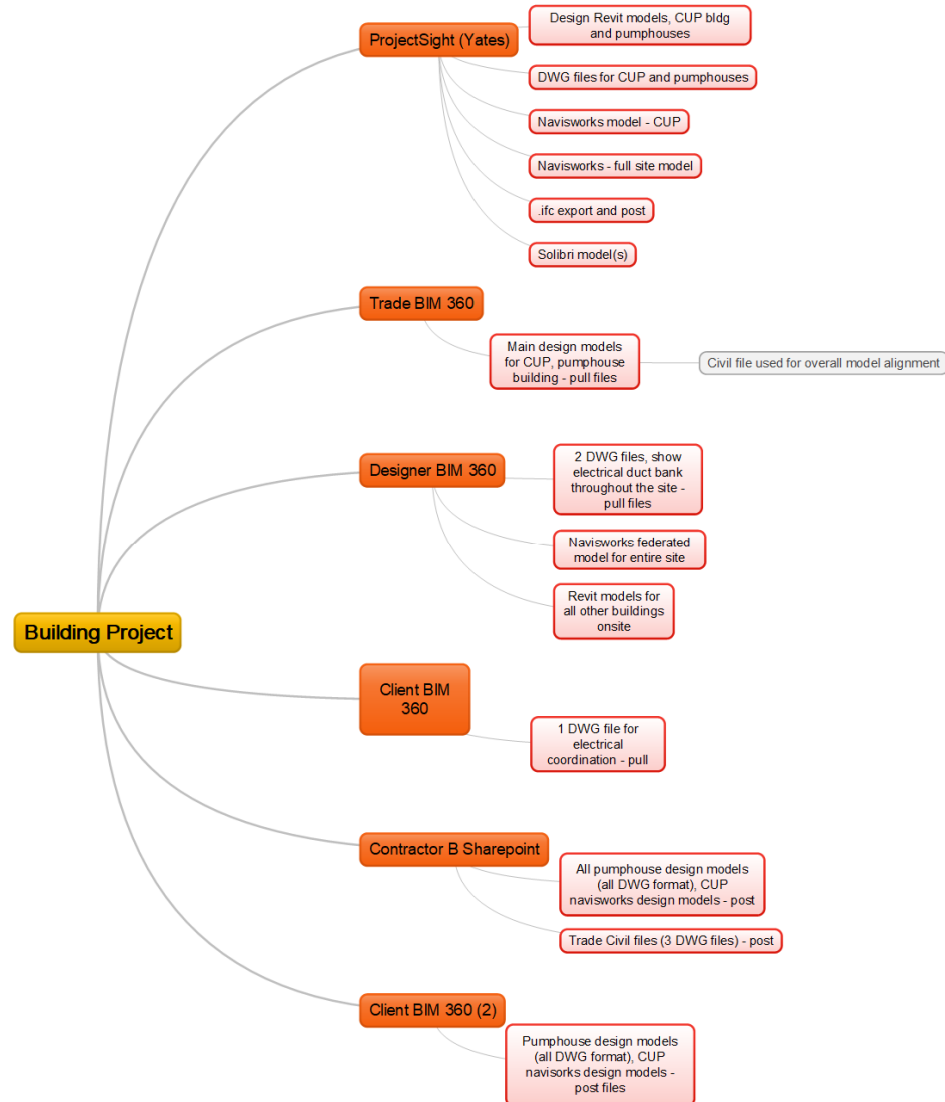 ProjectSight (Yates)
Design Revit models, CUP bldg
and pumphouses
DWG files for CUP and pumphouses
Navisworks model - CUP
Navisworks - full site model
.ifc export and post
Solibri model(s)
Trade BIM 360
Main design models
for CUP, pumphouse
building - pull files
Civil file used for overall model alignment
Designer BIM 360
2 DWG files, show
electrical duct bank
throughout the site -
pull files
Navisworks federated
model for entire site
Revit models for
all other buildings
onsite
Building Project
Client BIM
360
1 DWG file for
electrical
coordination - pull
Contractor B Sharepoint
All pumphouse design models
(all DWG format), CUP
navisworks design models - post
Trade Civil files (3 DWG files) - post
Client BIM 360 (2)
Pumphouse design models
(all DWG format), CUP
navisorks design models -
post files